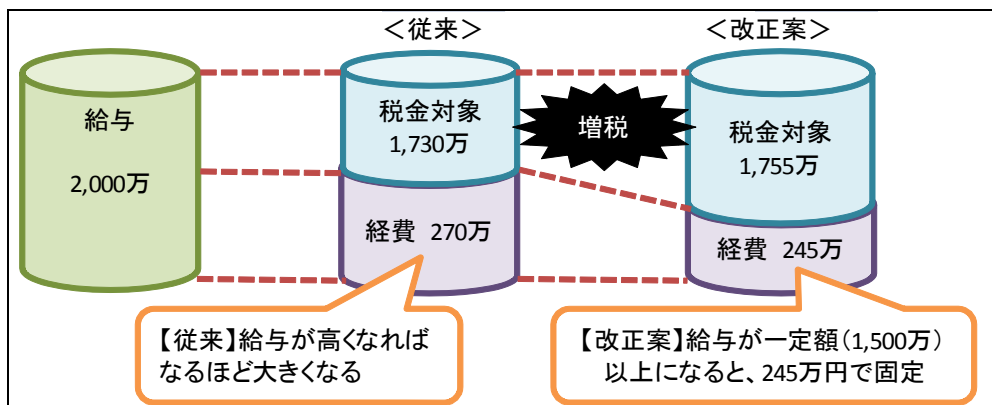 ＜従来＞
＜改正案＞
給与
2,000万
税金対象
1,730万
増税
税金対象
1,755万
経費 270万
経費 245万
【従来】給与が高くなれば
なるほど大きくなる
【改正案】給与が一定額（1,500万）
以上になると、245万円で固定